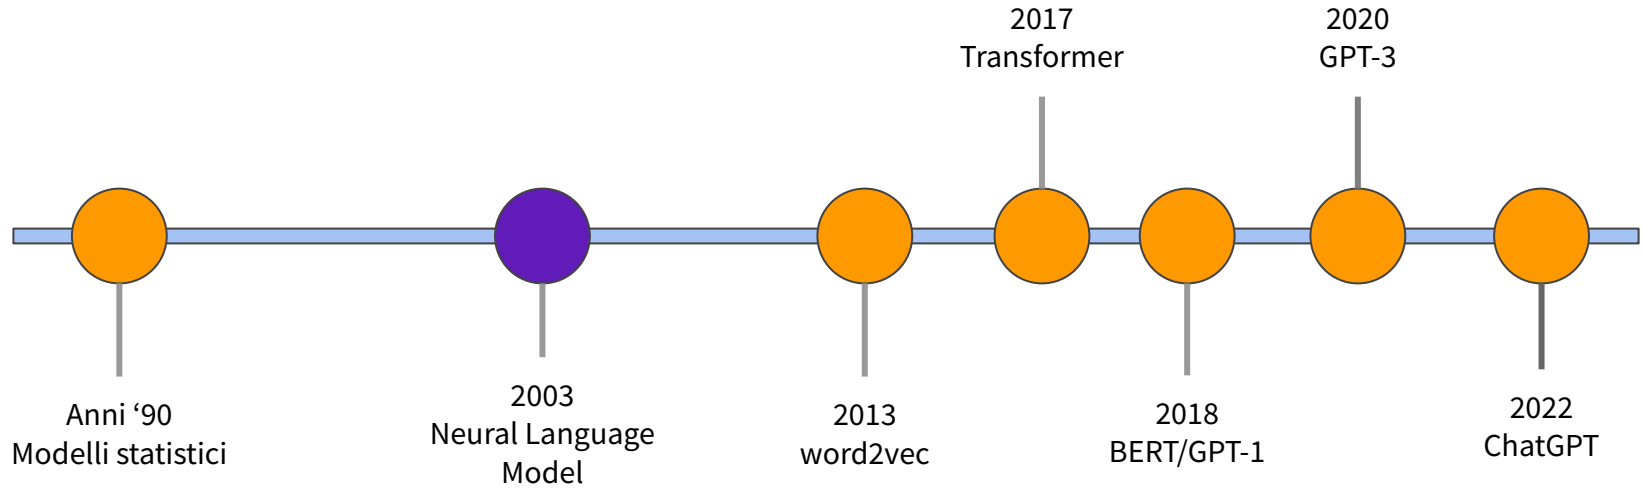 2017
Transformer
2020
GPT-3
Anni ‘90
Modelli statistici
2003
Neural Language
Model
2013
word2vec
2018
BERT/GPT-1
2022
ChatGPT